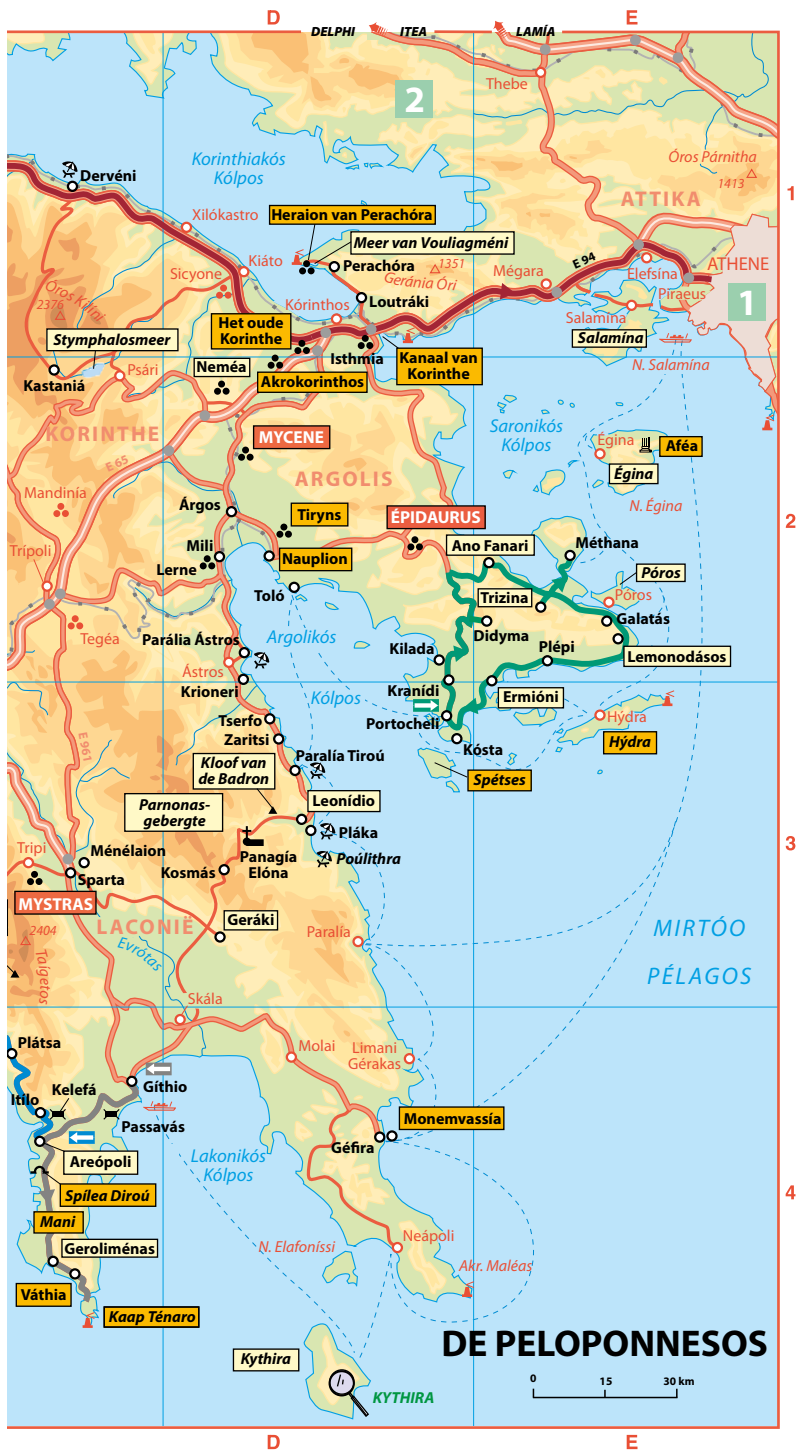 D
E
DELPHI
ITEA
LAMÍA
Thebe
2
Óros Párnitha
1413
Korinthiakós
Kólpos
Dervéni
1
ATTIKA
Xilókastro
Heraion van Perachóra
Meer van Vouliagméni
Kiáto
Perachóra
1351
Geránia Óri
Mégara
E 94
Elefsína
ATHENE
Sicyone
Loutráki
Piraeus
1
Óros Kilíni
2376
Kórinthos
Salamína
Het oude
Korinthe
Stymphalosmeer
Isthmia
Salamína
Kanaal van
Korinthe
N. Salamína
Kastaniá
Psári
Neméa
Akrokorinthos
Saronikós
Kólpos
KORINTHE
MYCENE
Égina
Aféa
E 65
Égina
ARGOLIS
Mandinía
N. Égina
Árgos
Tiryns
ÉPIDAURUS
2
Mili
Ano Fanari
Méthana
Trípoli
Lerne
Nauplion
Póros
Toló
Trizina
Póros
Tegéa
Galatás
Didyma
Parália Ástros
Argolikós
Kilada
Plépi
Lemonodásos
Ástros
Krioneri
Kólpos
Kranídi
Ermióni
Portochéli
Hýdra
Tserfo
Zaritsi
Kósta
Hýdra
E 961
Kloof van
de Badron
Paralía Tiroú
Spétses
Parnonas-
gebergte
Leonídio
Pláka
Tripi
Ménélaion
Panagía
Elóna
Poúlithra
3
Sparta
Kosmás
MYSTRAS
LACONIË
Geráki
2404
Taïgetos
Evrótas
Paralía
MIRTÓO
PÉLAGOS
Skála
Plátsa
Molai
Limani
Gérakas
Gíthio
Kelefá
Itílo
Passavás
Monemvassía
Géfira
Areópoli
Lakonikós
Kólpos
4
Spílea Diroú
Mani
Geroliménas
N. Elafoníssi
Neápoli
Akr. Maléas
Váthia
Kaap Ténaro
DE PELOPONNESOS
Kythira
KYTHIRA
0
15
30 km
D
E